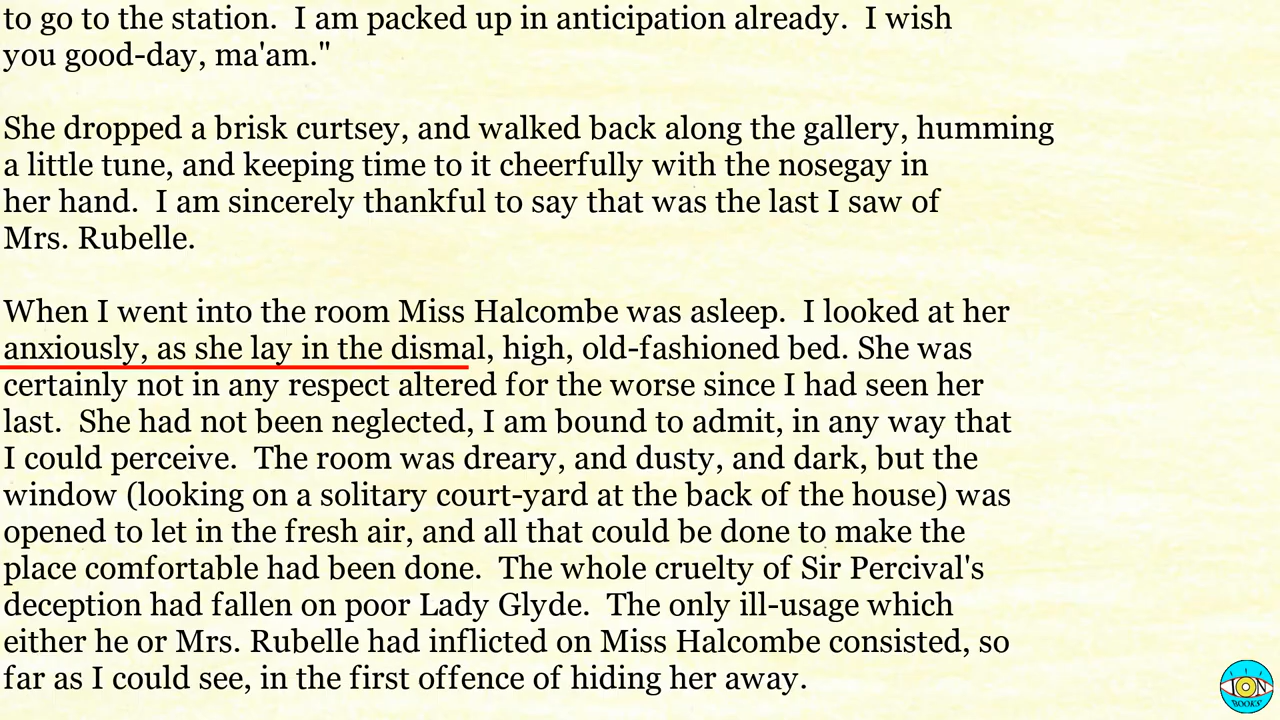 to go to the station.  I am packed up in anticipation already.  I wish
you good-day, ma'am."
She dropped a brisk curtsey, and walked back along the gallery, humming
a little tune, and keeping time to it cheerfully with the nosegay in
her hand.  I am sincerely thankful to say that was the last I saw of
Mrs. Rubelle.
When I went into the room Miss Halcombe was asleep.  I looked at her
anxiously, as she lay in the dismal, high, old-fashioned bed. She was
certainly not in any respect altered for the worse since I had seen her
last.  She had not been neglected, I am bound to admit, in any way that
I could perceive.  The room was dreary, and dusty, and dark, but the
window (looking on a solitary court-yard at the back of the house) was
opened to let in the fresh air, and all that could be done to make the
place comfortable had been done.  The whole cruelty of Sir Percival's
deception had fallen on poor Lady Glyde.  The only ill-usage which
either he or Mrs. Rubelle had inflicted on Miss Halcombe consisted, so
far as I could see, in the first offence of hiding her away.
ION
BOOKS